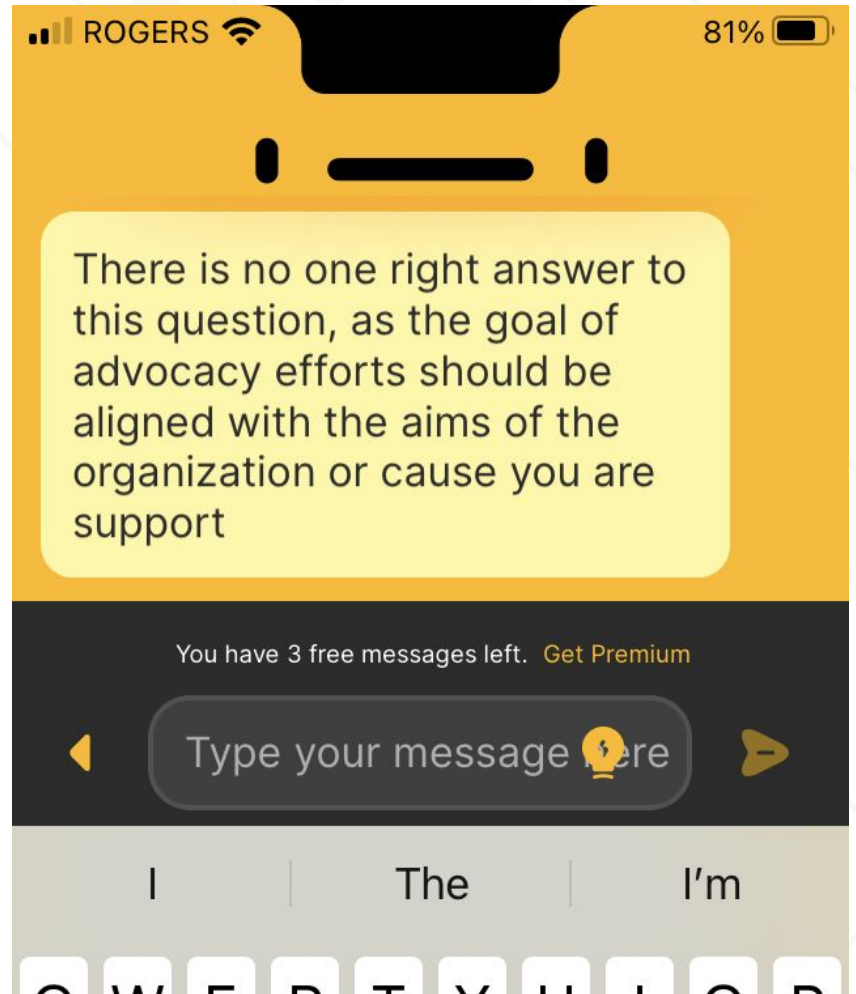 ROGERS 81%
There is no one right answer to
this question, as the goal of
advocacy efforts should be
aligned with the aims of the
organization or cause you are
support
You have 3 free messages left. Get Premium
Type your message here
I The I'm
Q W E R T Y U I O P